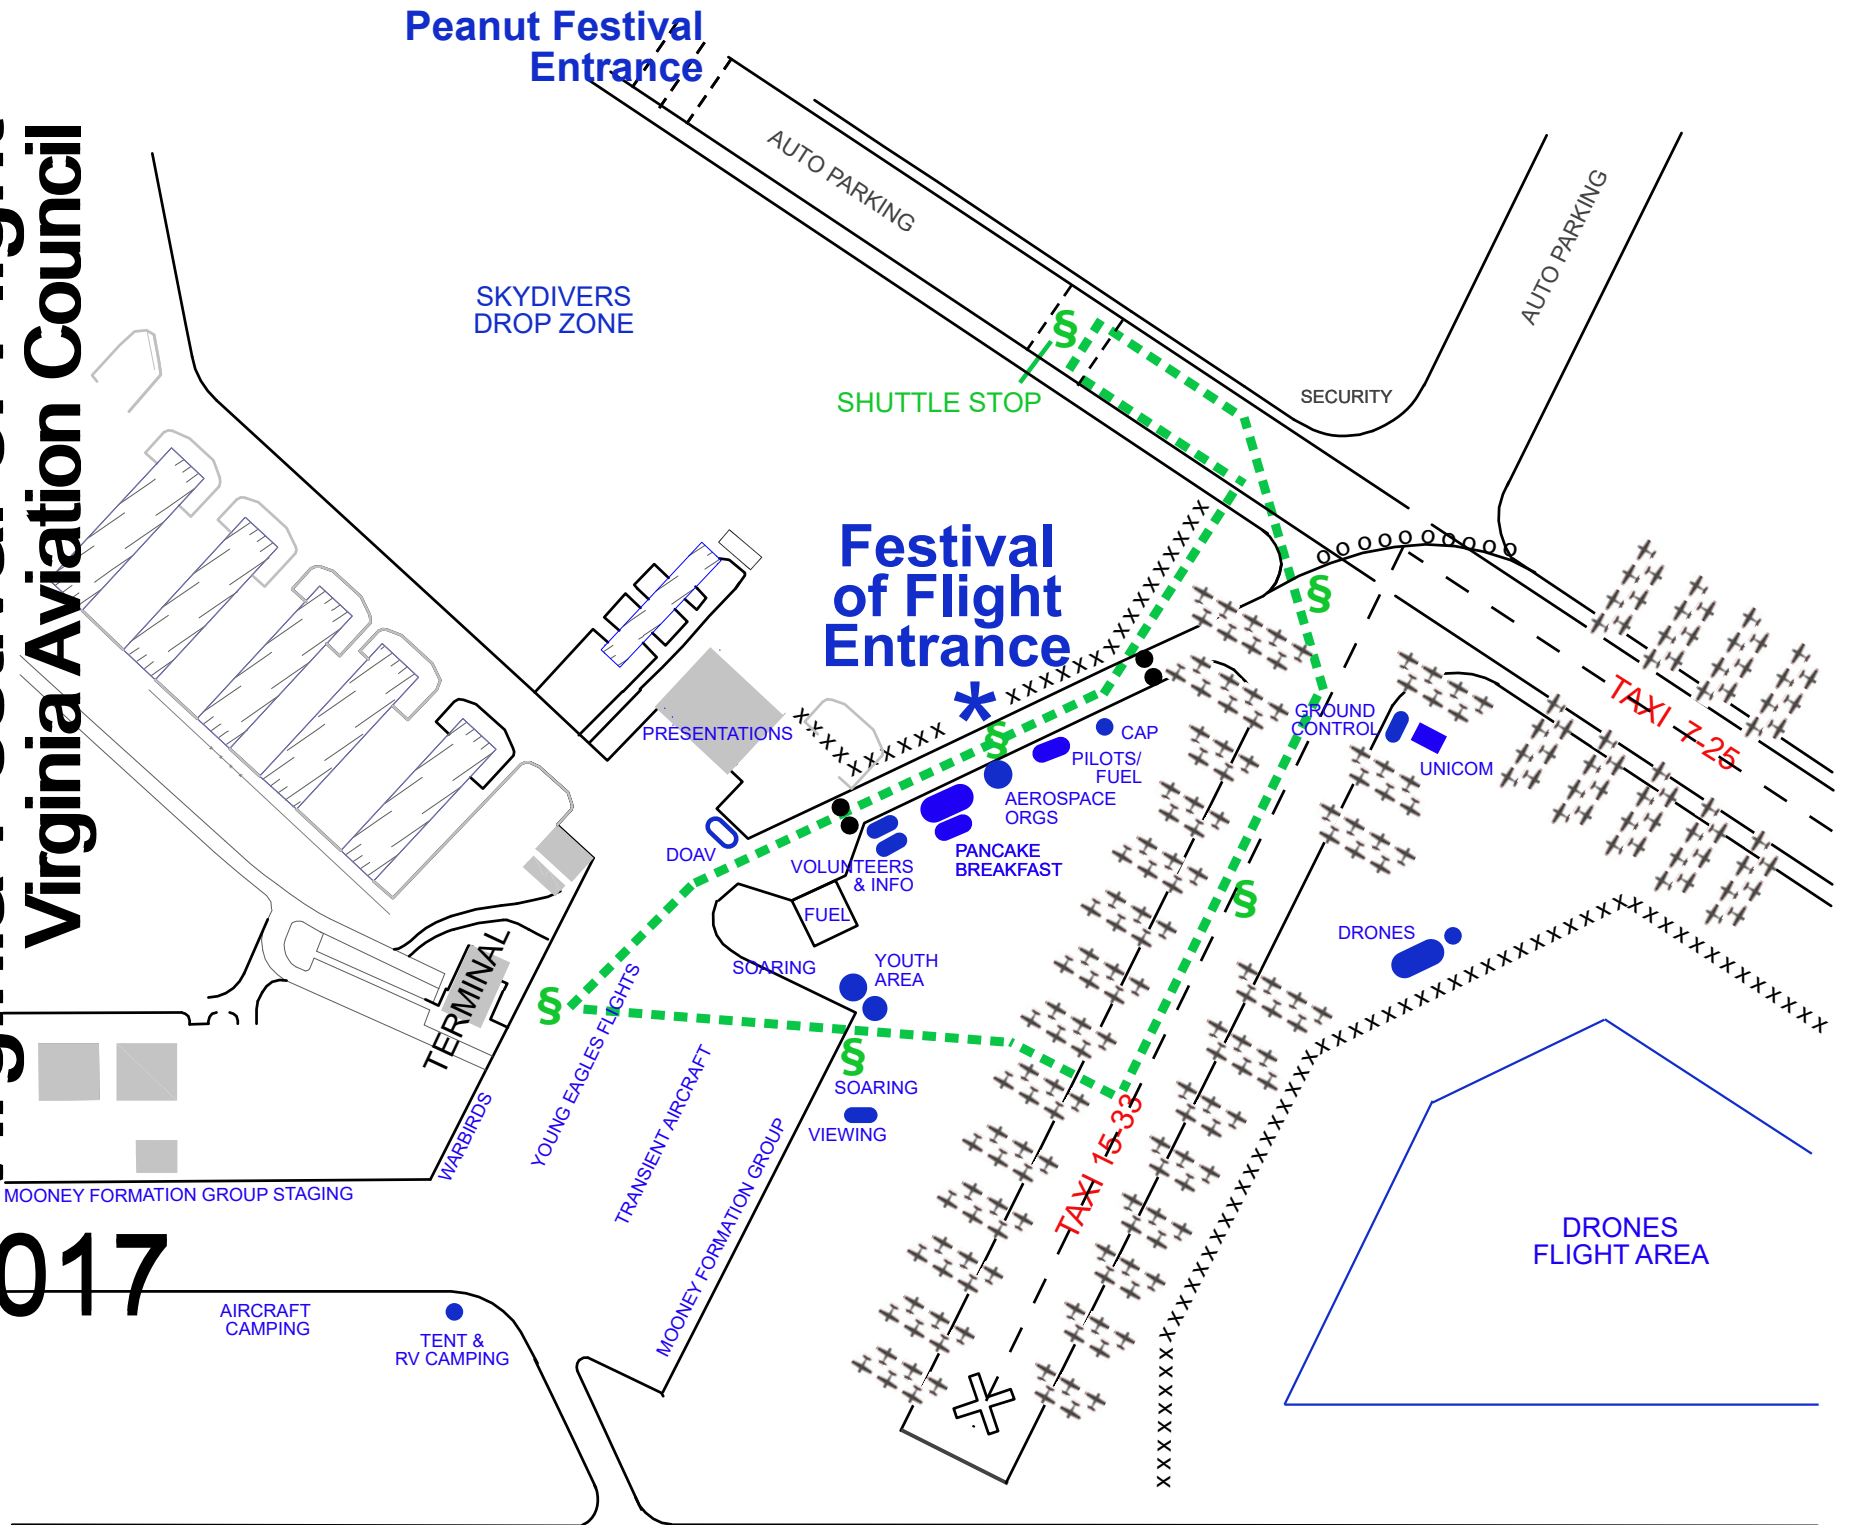 Peanut Festival
Entrance
Virginia Aviation Council
AUTO PARKING
AUTO PARKING
SKYDIVERS
DROP ZONE
§
SHUTTLE STOP
SECURITY
Festival
of Flight
Entrance
*
§
§
PRESENTATIONS
CAP
PILOTS/
FUEL
AEROSPACE
ORGS
GROUND
CONTROL
UNICOM
TAXI 7-25
DOAV
VOLUNTEERS
& INFO
PANCAKE
BREAKFAST
FUEL
§
DRONES
SOARING
YOUTH
AREA
TERMINAL
§
§
SOARING
VIEWING
WARBIRDS
YOUNG EAGLES FLIGHTS
TRANSIENT AIRCRAFT
MOONEY FORMATION GROUP
TAXI 15-33
MOONEY FORMATION GROUP STAGING
017
DRONES
FLIGHT AREA
AIRCRAFT
CAMPING
TENT &
RV CAMPING